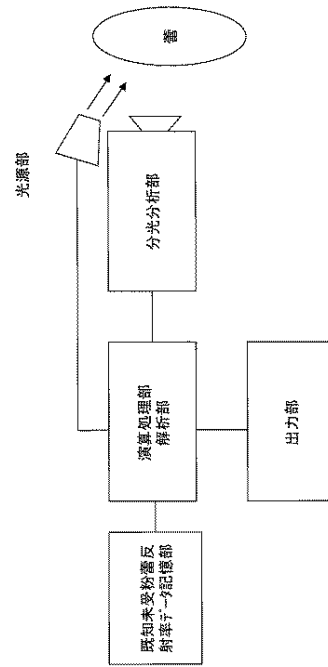 光源部
蕾
分光分析部
演算処理部
解析部
出力部
既知未受粉蕾反
射率データ記憶部